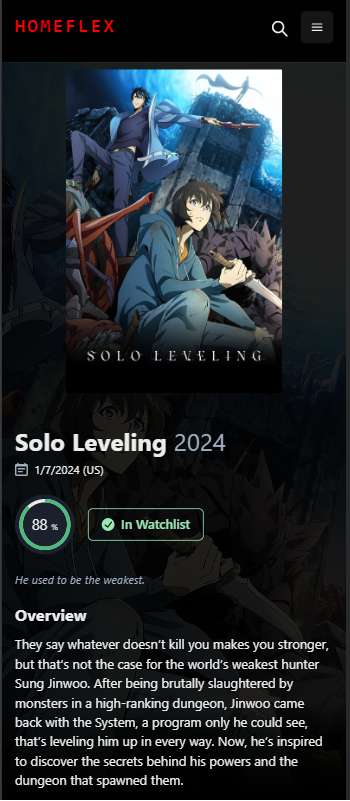 HOMEFLEX
SOLO LEVELING
Solo Leveling 2024
1/7/2024 (US)
88 %
In Watchlist
He used to be the weakest.
Overview
They say whatever doesn’t kill you makes you stronger,
but that’s not the case for the world’s weakest hunter
Sung Jinwoo. After being brutally slaughtered by
monsters in a high-ranking dungeon, Jinwoo came
back with the System, a program only he could see,
that’s leveling him up in every way. Now, he’s inspired
to discover the secrets behind his powers and the
dungeon that spawned them.